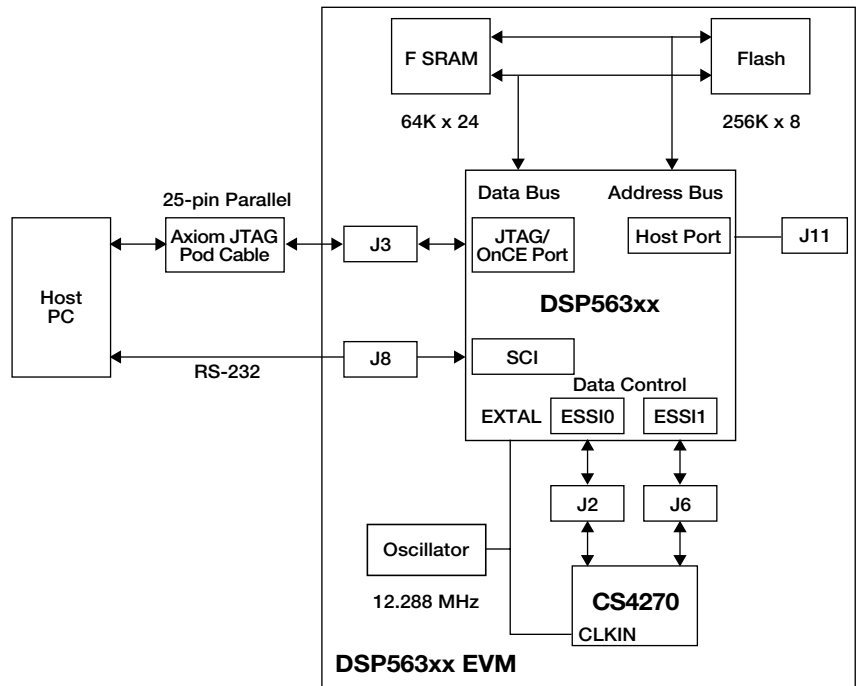 F SRAM
Flash
64K x 24
256K x 8
25-pin Parallel
Data Bus
Address Bus
Host
PC
Axiom JTAG
Pod Cable
J3
JTAG/
OnCE Port
Host Port
J11
DSP563xx
RS-232
J8
SCI
Data Control
EXTAL
ESSI0
ESSI1
J2
J6
Oscillator
12.288 MHz
CS4270
CLKIN
DSP563xx EVM